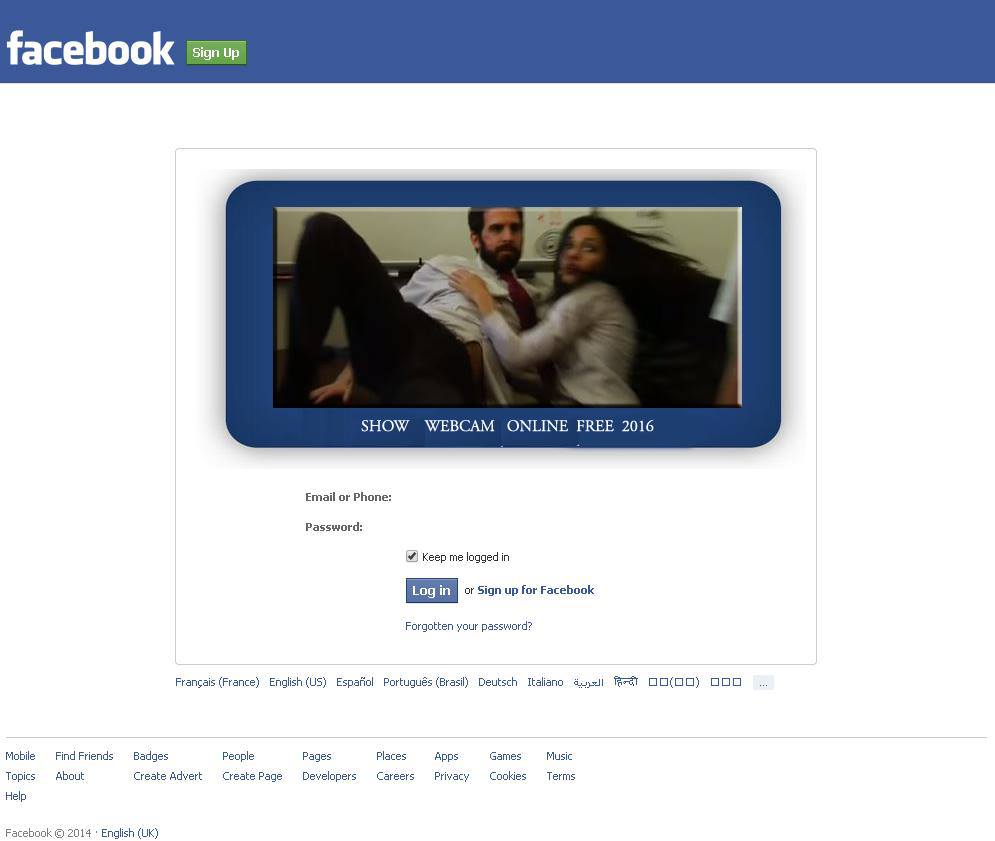 facebook Sign Up
SHOW WEBCAM ONLINE FREE 2016
Email or Phone:
Password:
Keep me logged in
Log in or Sign up for Facebook
Forgotten your password?
Français (France) English (US) Español Português (Brasil) Deutsch Italiano العربية हिन्दी □□(□□) □□□ ...
Mobile Find Friends Badges People Pages Places Apps Games Music
Topics About Create Advert Create Page Developers Careers Privacy Cookies Terms
Help
Facebook © 2014 · English (UK)